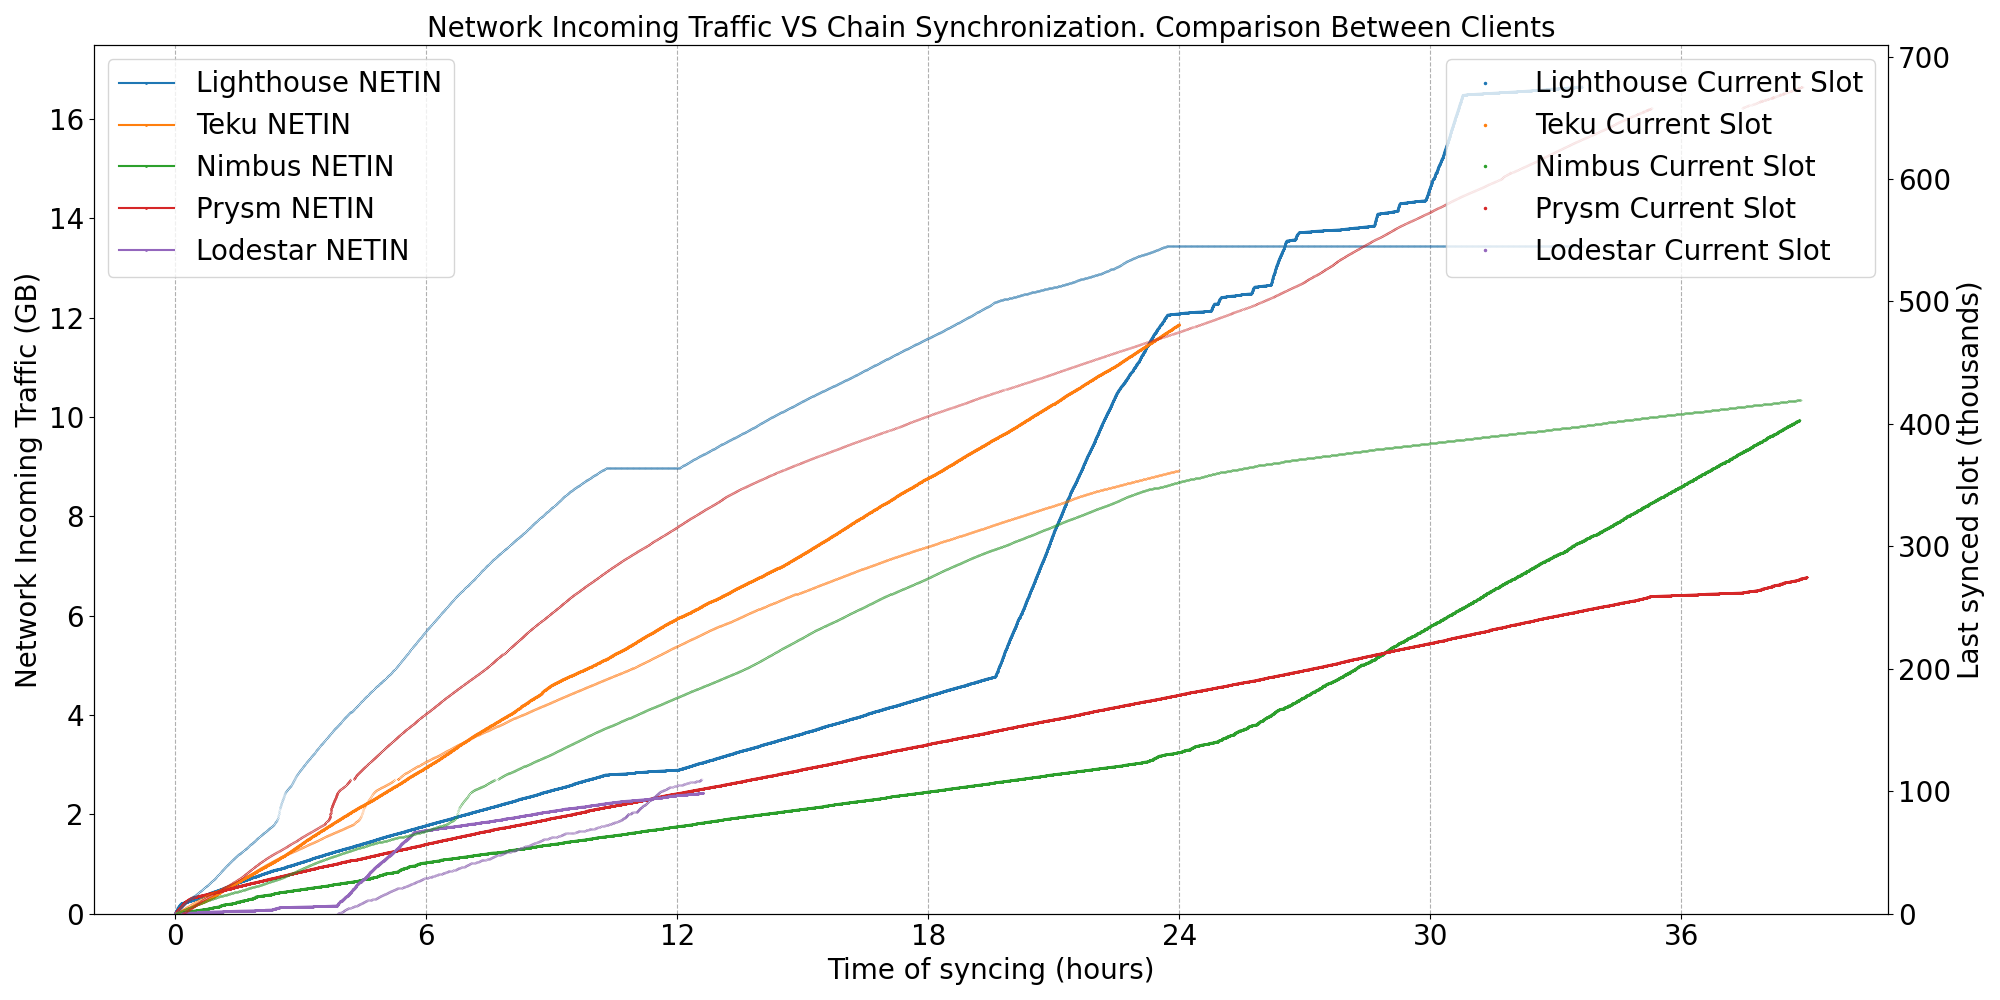 Network Incoming Traffic VS Chain Synchronization. Comparison Between Clients
Lighthouse NETIN
Teku NETIN
Nimbus NETIN
Prysm NETIN
Lodestar NETIN
Lighthouse Current Slot
Teku Current Slot
Nimbus Current Slot
Prysm Current Slot
Lodestar Current Slot
Network Incoming Traffic (GB)
16
14
12
10
8
6
4
2
0
Last synced slot (thousands)
700
600
500
400
300
200
100
0
0 6 12 18 24 30 36
Time of syncing (hours)